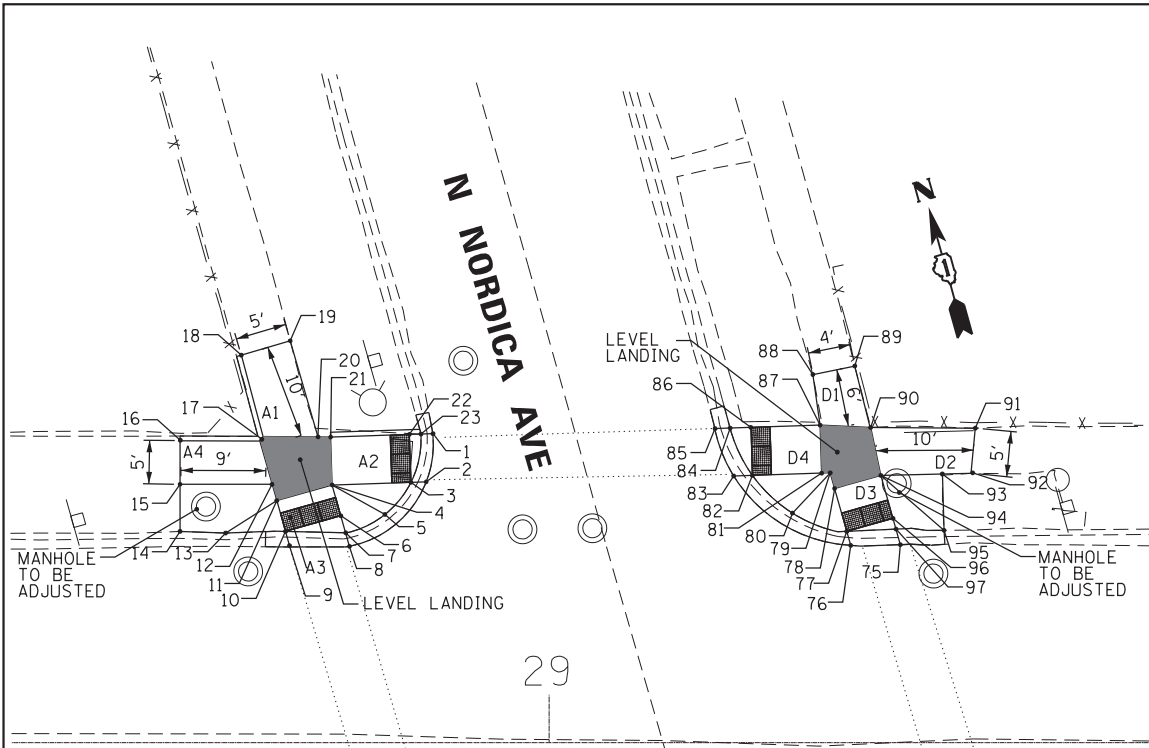 N NORDICA AVE
N
1
LEVEL
LANDING
18
5'
19
10'
20
21
22
23
1
2
3
4
5
6
7
8
9
10
11
12
13
14
15
16
17
A1
A2
A3
A4
5'
9'
MANHOLE
TO BE
ADJUSTED
LEVEL LANDING
4'
88
89
87
86
D1
9'
90
91
10'
5'
D2
D4
D3
85
84
83
82
81
80
79
78
77
76
75
92
93
94
95
96
97
MANHOLE
TO BE
ADJUSTED
29
X
X
X
X
X
X
X
X
X
X